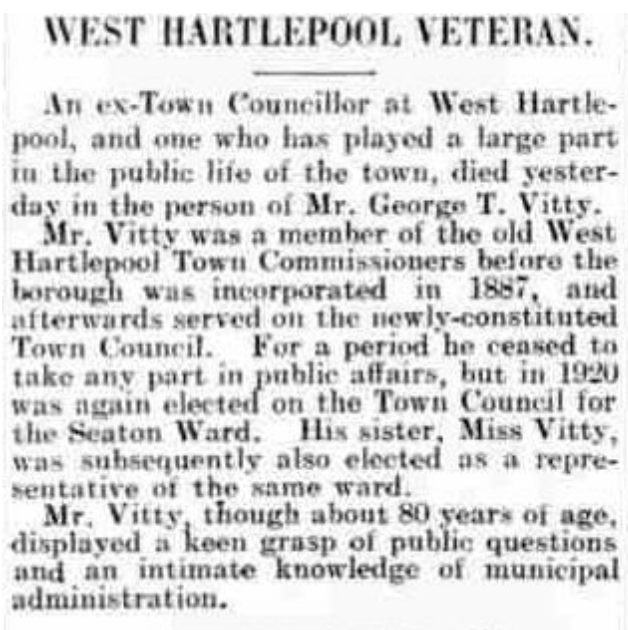 WEST HARTLEPOOL VETERAN.
An ex-Town Councillor at West Hartle-
pool, and one who has played a large part
in the public life of the town, died yester-
day in the person of Mr. George T. Vitty.
Mr. Vitty was a member of the old West
Hartlepool Town Commissioners before the
borough was incorporated in 1887, and
afterwards served on the newly-constituted
Town Council. For a period he ceased to
take any part in public affairs, but in 1920
was again elected on the Town Council for
the Seaton Ward. His sister, Miss Vitty,
was subsequently also elected as a repre-
sentative of the same ward.
Mr. Vitty, though about 80 years of age,
displayed a keen grasp of public questions
and an intimate knowledge of municipal
administration.